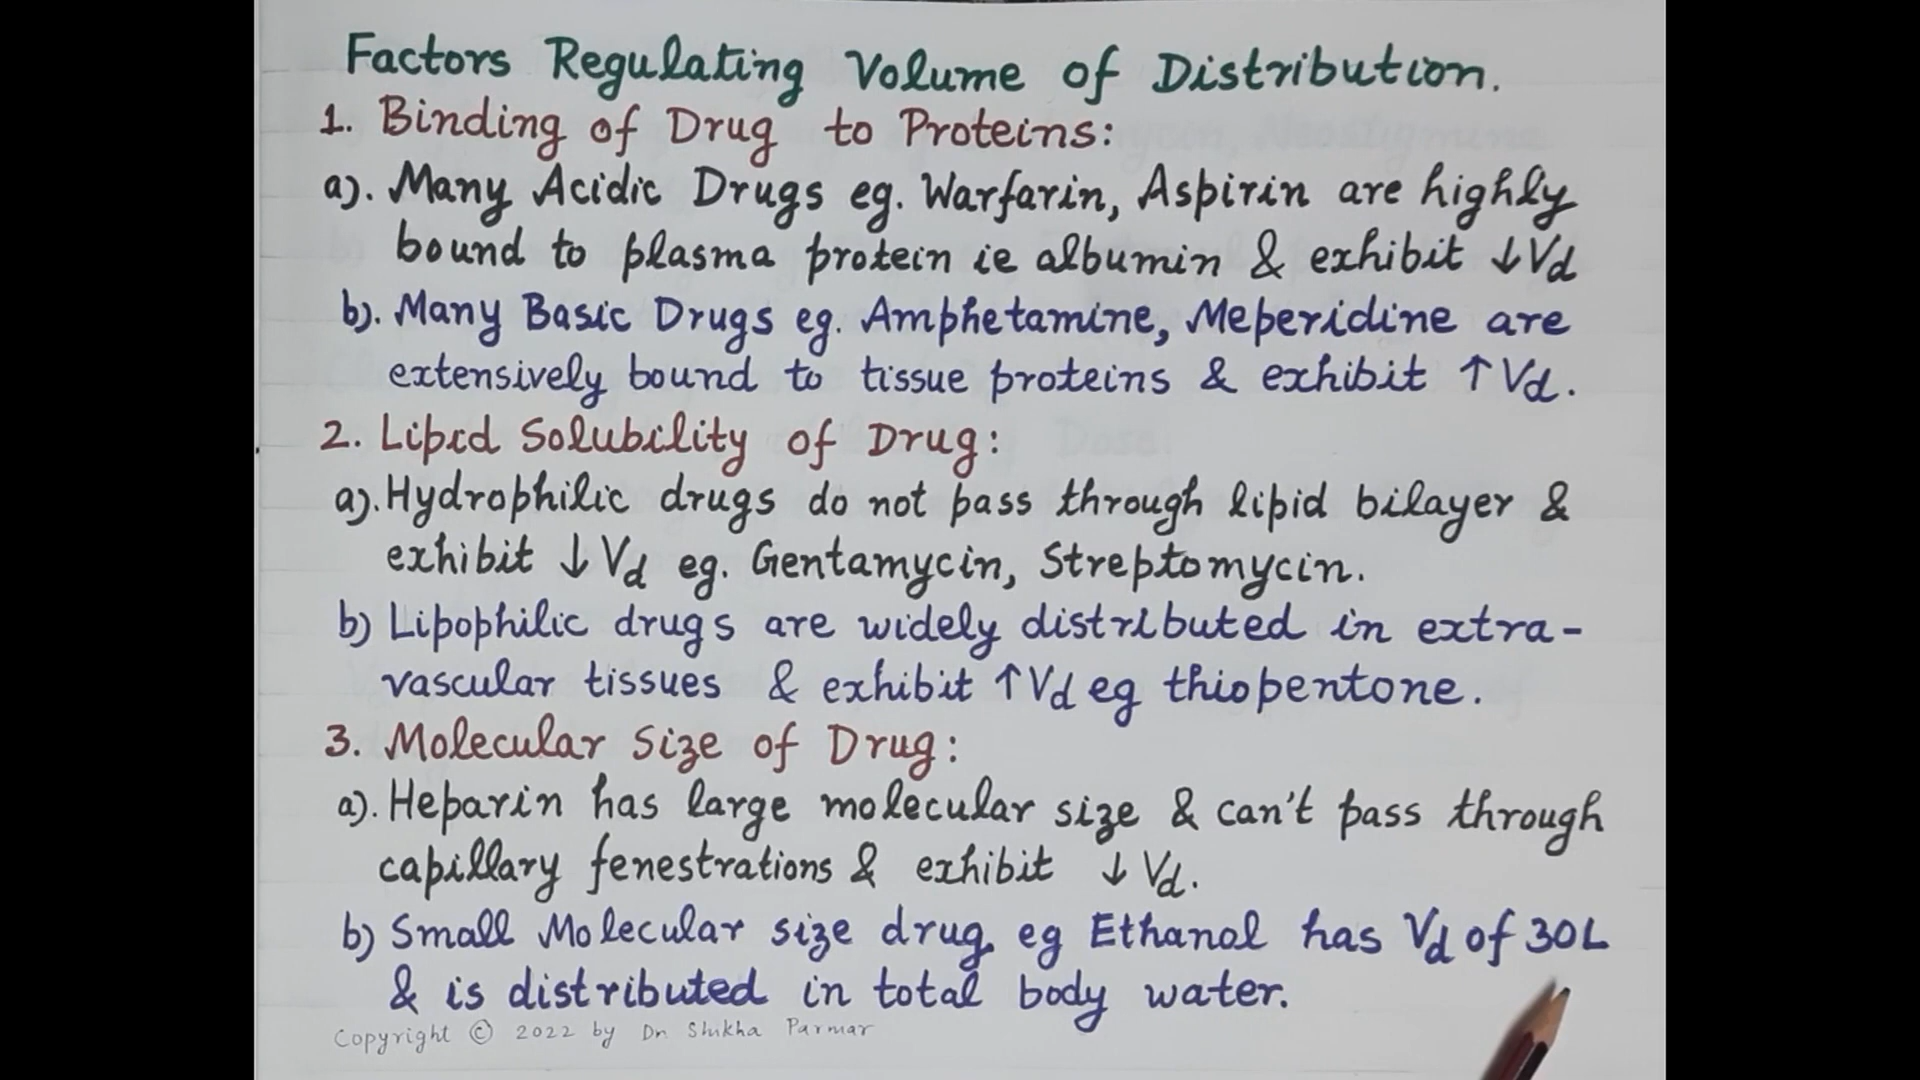 Factors Regulating Volume of Distribution.
1. Binding of Drug to Proteins:
a). Many Acidic Drugs eg. Warfarin, Aspirin are highly
bound to plasma protein ie albumin & exhibit ↓Vd
b). Many Basic Drugs eg. Amphetamine, Meperidine are
extensively bound to tissue proteins & exhibit ↑Vd.
2. Lipid Solubility of Drug:
a). Hydrophilic drugs do not pass through lipid bilayer &
exhibit ↓Vd eg. Gentamycin, Streptomycin.
b) Lipophilic drugs are widely distributed in extra-
vascular tissues & exhibit ↑Vd eg thiopentone.
3. Molecular Size of Drug:
a). Heparin has large molecular size & can't pass through
capillary fenestrations & exhibit ↓Vd.
b) Small Molecular size drug eg Ethanol has Vd of 30L
& is distributed in total body water.
Copyright © 2022 by Dr. Shikha Parmar